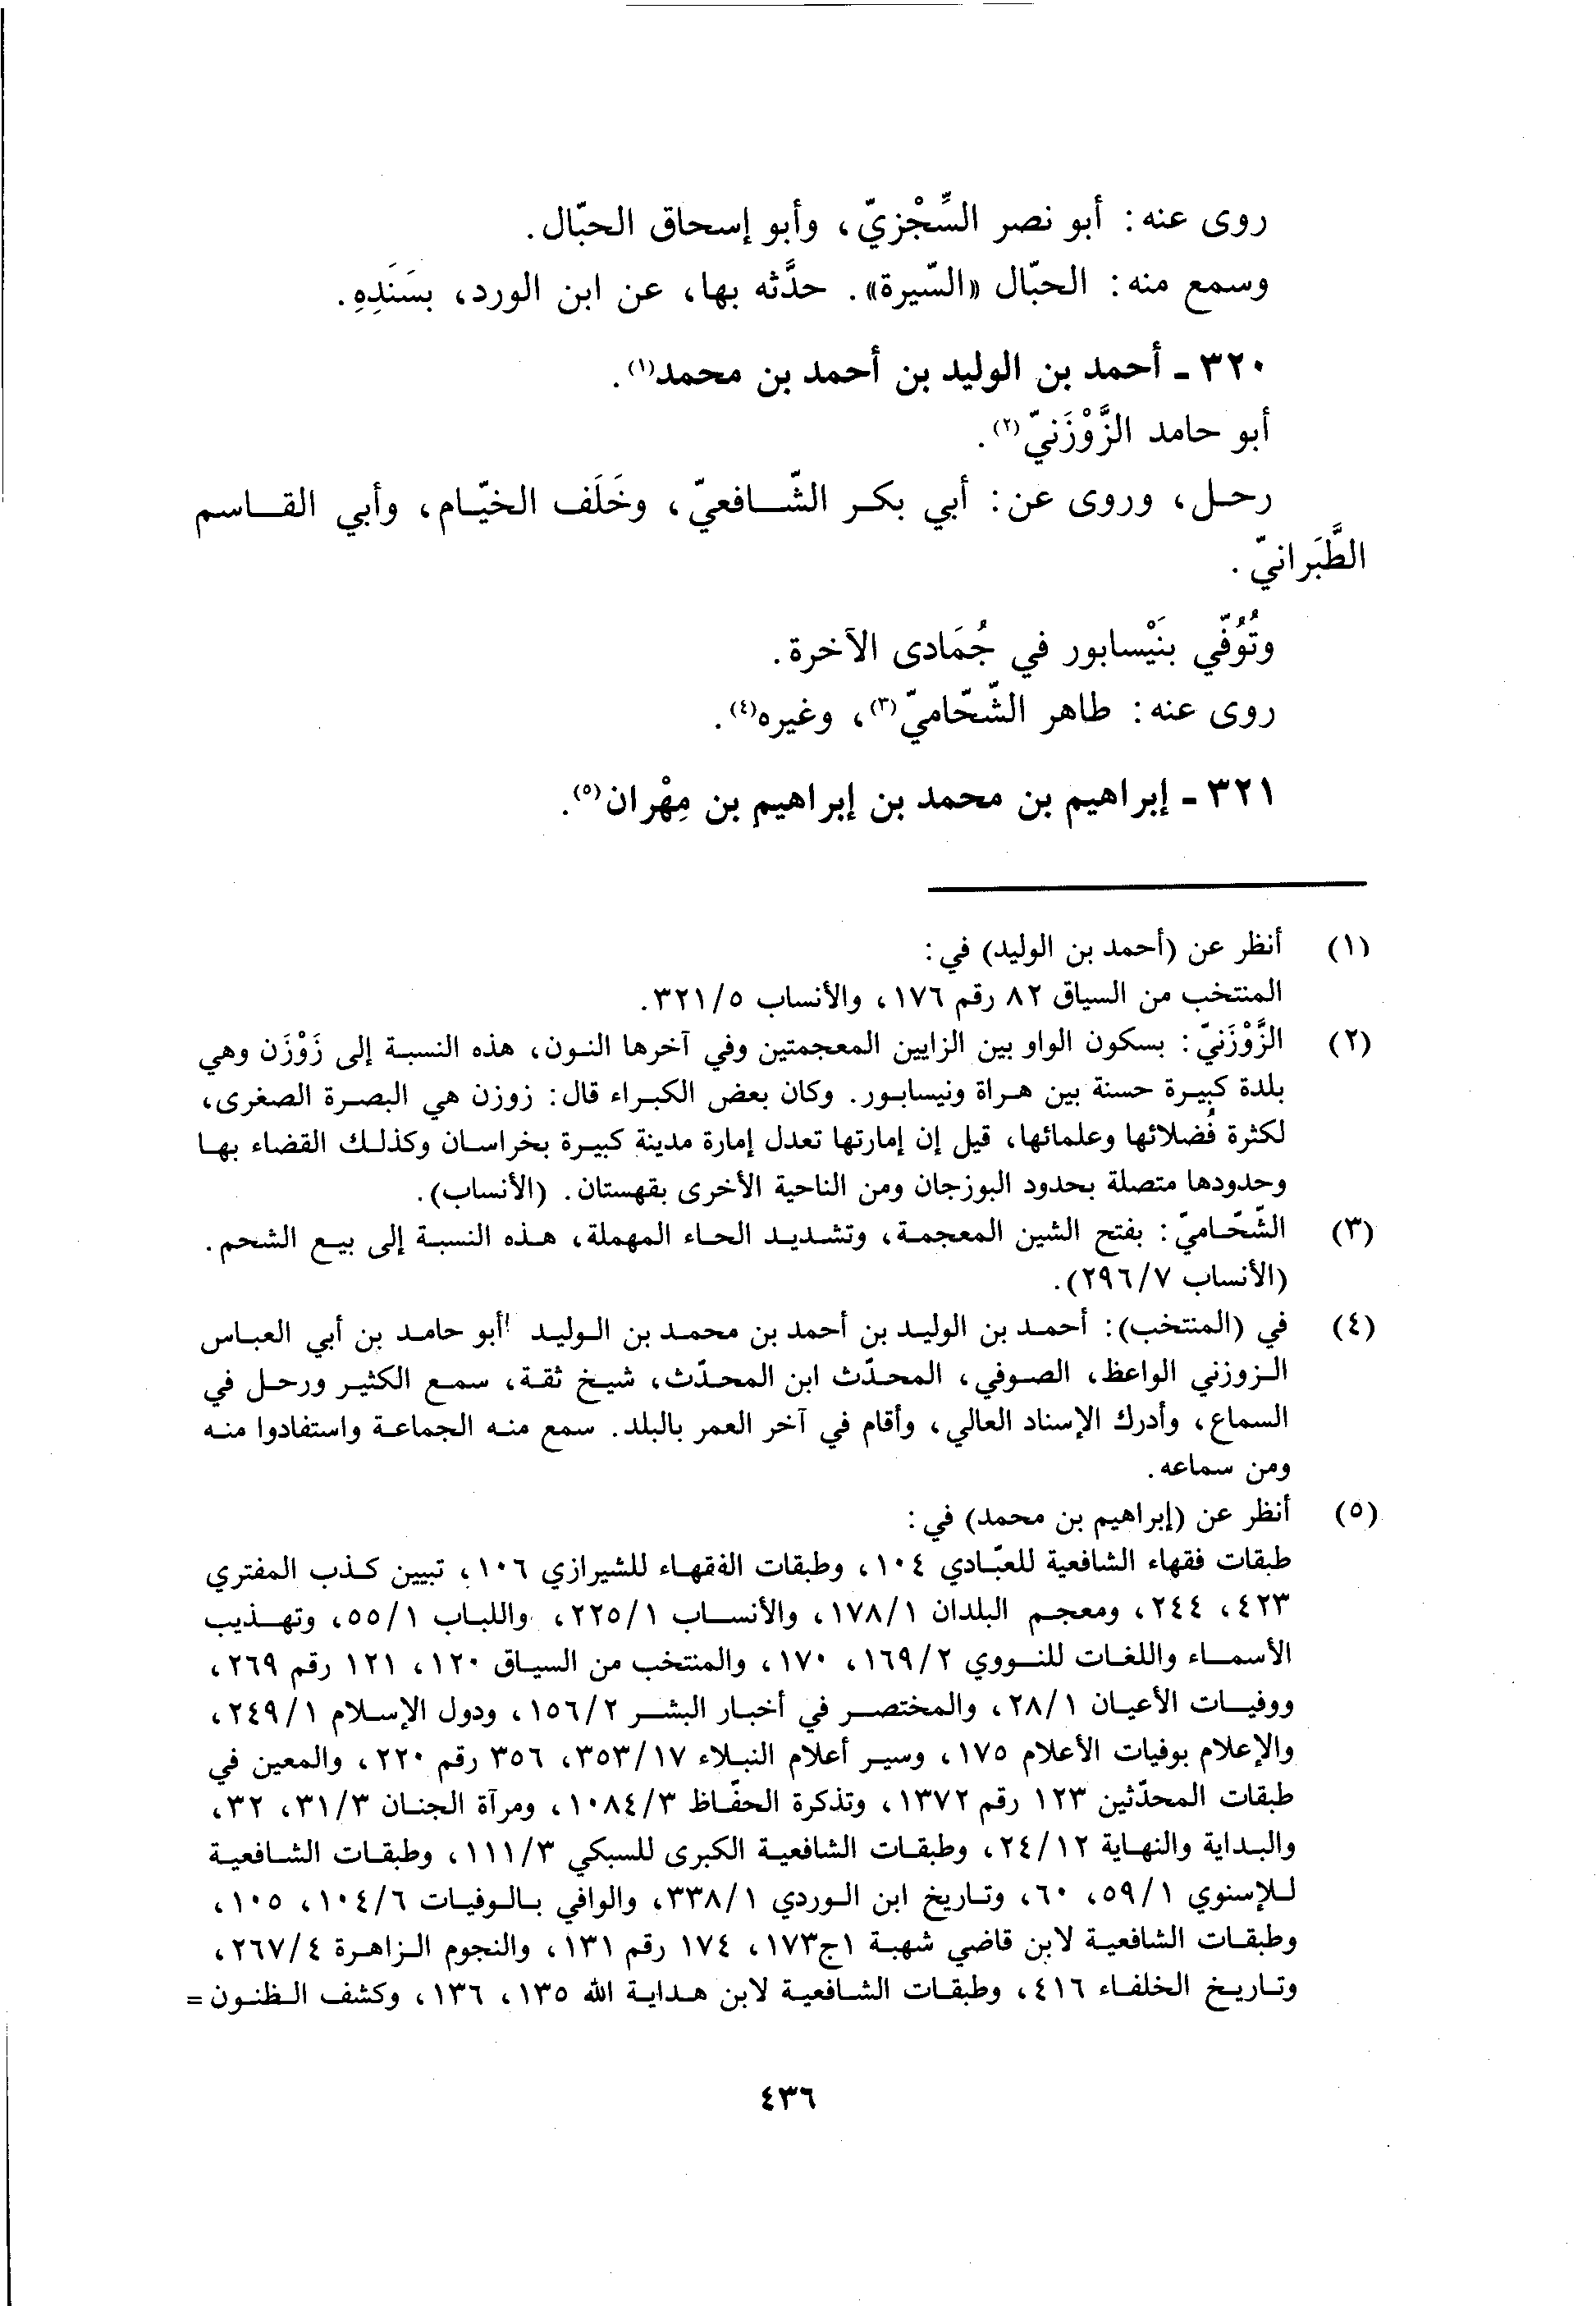 روى عنه: أبو نصر السِّجْزيّ، وأبو إسحاق الحبّال.
وسمع منه: الحبّال «السّيرة». حدَّثه بها، عن ابن الورد، بسَنَدِهِ.
٣٢٠ - أحمد بن الوليد بن أحمد بن محمد(١).
أبو حامد الزَّوْزَنيّ(٢).
رحل، وروى عن: أبي بكر الشّافعيّ، وخَلَف الخيّام، وأبي القاسم
الطَّبَرانيّ.
وتُوُفّي بنَيْسابور في جُمَادى الآخرة.
روى عنه: طاهر الشّحّاميّ(٣)، وغيره(٤).
٣٢١ - إبراهيم بن محمد بن إبراهيم بن مِهْران(٥).
(١) أنظر عن (أحمد بن الوليد) في:
المنتخب من السياق ٨٢ رقم ١٧٦، والأنساب ٣٢١/٥.
(٢) الزَّوْزَنيّ: بسكون الواو بين الزايين المعجمتين وفي آخرها النون، هذه النسبة إلى زَوْزَن وهي
بلدة كبيرة حسنة بين هراة ونيسابور. وكان بعض الكبراء قال: زوزن هي البصرة الصغرى،
لكثرة فُضلائها وعلمائها، قيل إن إمارتها تعدل إمارة مدينة كبيرة بخراسان وكذلك القضاء بها
وحدودها متصلة بحدود البوزجان ومن الناحية الأخرى بقهستان. (الأنساب).
(٣) الشّحّاميّ: بفتح الشين المعجمة، وتشديد الحاء المهملة، هذه النسبة إلى بيع الشحم.
(الأنساب ٢٩٦/٧).
(٤) في (المنتخب): أحمد بن الوليد بن أحمد بن محمد بن الوليد أبو حامد بن أبي العباس
الزوزني الواعظ، الصوفي، المحدّث ابن المحدّث، شيخ ثقة، سمع الكثير ورحل في
السماع، وأدرك الإسناد العالي، وأقام في آخر العمر بالبلد. سمع منه الجماعة واستفادوا منه
ومن سماعه.
(٥) أنظر عن (إبراهيم بن محمد) في:
طبقات فقهاء الشافعية للعبّادي ١٠٤، وطبقات الفقهاء للشيرازي ١٠٦، تبيين كذب المفتري
٤٢٣، ٢٤٤، ومعجم البلدان ١٧٨/١، والأنساب ٢٢٥/١، واللباب ٥٥/١، وتهذيب
الأسماء واللغات للنووي ١٦٩/٢، ١٧٠، والمنتخب من السياق ١٢٠، ١٢١ رقم ٢٦٩،
ووفيات الأعيان ٢٨/١، والمختصر في أخبار البشر ١٥٦/٢، ودول الإسلام ٢٤٩/١،
والإعلام بوفيات الأعلام ١٧٥، وسير أعلام النبلاء ٣٥٣/١٧، ٣٥٦ رقم ٢٢٠، والمعين في
طبقات المحدّثين ١٢٣ رقم ١٣٧٢، وتذكرة الحفّاظ ١٠٨٤/٣، ومرآة الجنان ٣١/٣، ٣٢،
والبداية والنهاية ٢٤/١٢، وطبقات الشافعية الكبرى للسبكي ١١١/٣، وطبقات الشافعية
للإسنوي ٥٩/١، ٦٠، وتاريخ ابن الوردي ٣٣٨/١، والوافي بالوفيات ١٠٤/٦، ١٠٥،
وطبقات الشافعية لابن قاضي شهبة ١ج١٧٣، ١٧٤ رقم ١٣١، والنجوم الزاهرة ٢٦٧/٤،
وتاريخ الخلفاء ٤١٦، وطبقات الشافعية لابن هداية الله ١٣٥، ١٣٦، وكشف الظنون =
٤٣٦